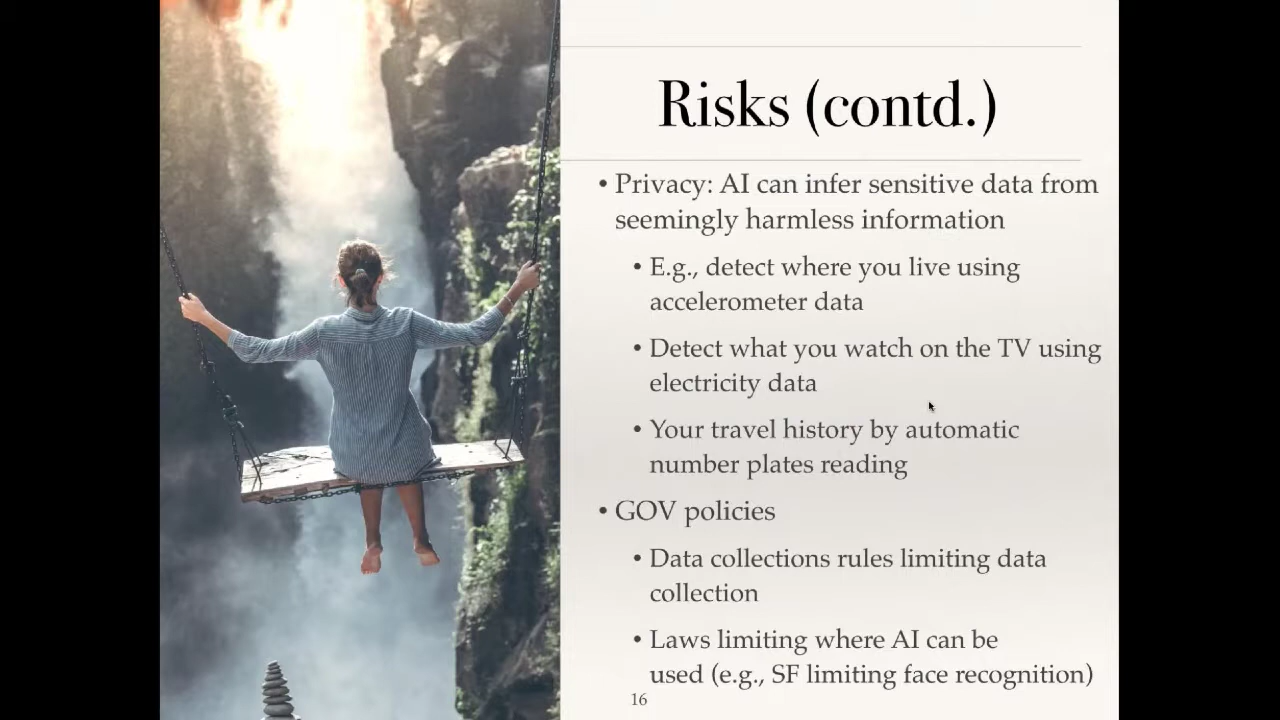 Risks (contd.)
• Privacy: AI can infer sensitive data from
seemingly harmless information
• E.g., detect where you live using
accelerometer data
• Detect what you watch on the TV using
electricity data
• Your travel history by automatic
number plates reading
• GOV policies
• Data collections rules limiting data
collection
• Laws limiting where AI can be
used (e.g., SF limiting face recognition)
16